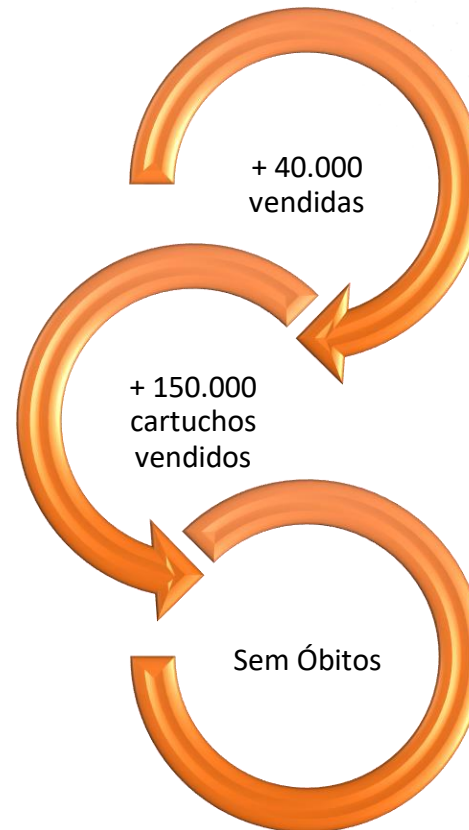 + 40.000
vendidas
+ 150.000
cartuchos
vendidos
Sem Óbitos